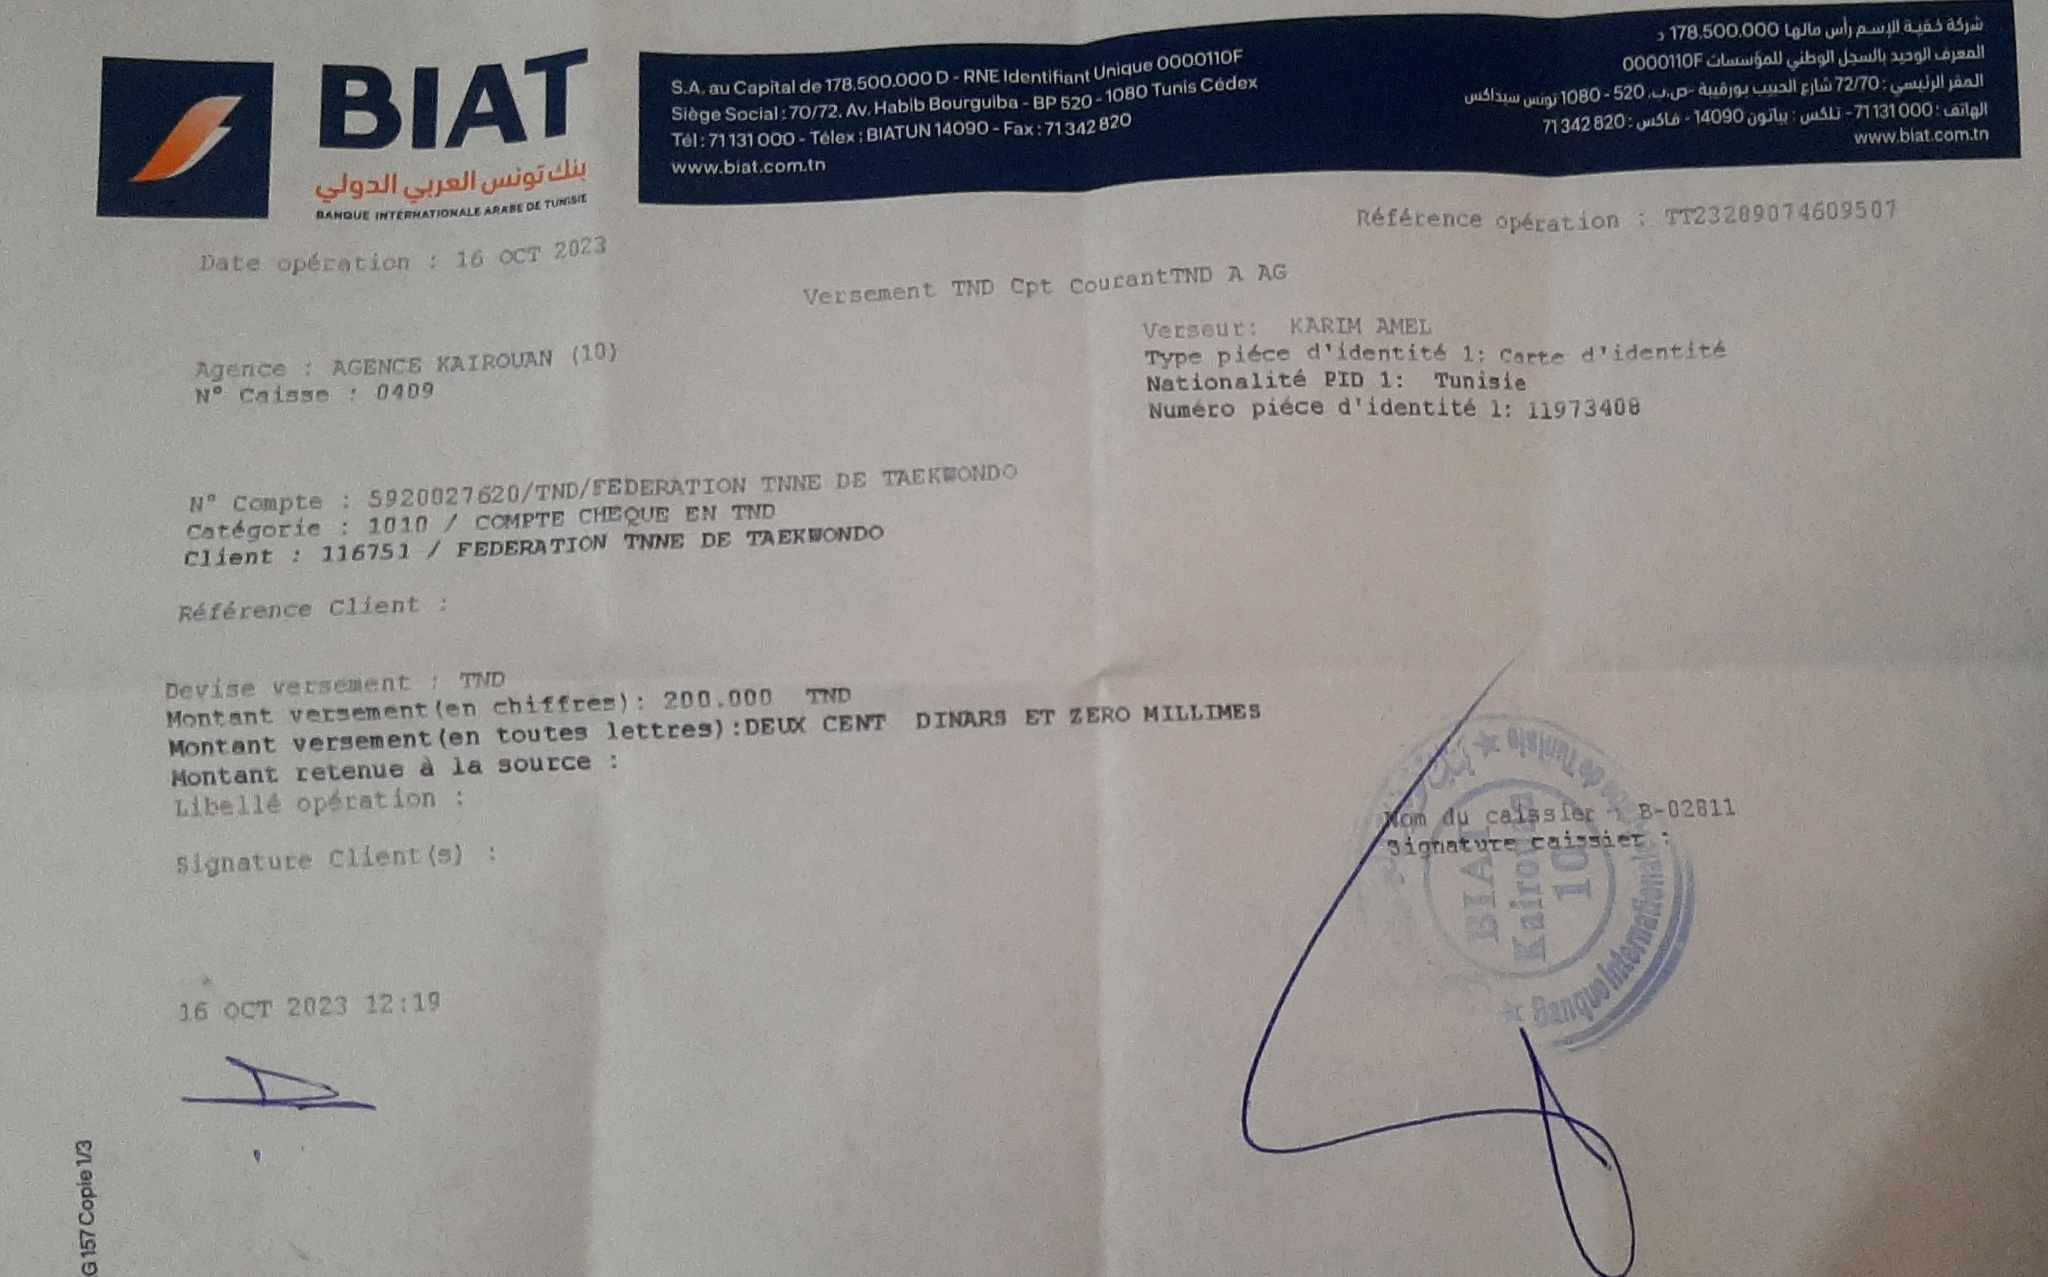 BIAT
بنك تونس العربي الدولي
BANQUE INTERNATIONALE ARABE DE TUNISIE
S.A. au Capital de 178.500.000 D - RNE Identifiant Unique 0000110F
Siège Social : 70/72, Av. Habib Bourguiba - BP 520 - 1080 Tunis Cédex
Tél : 71 131 000 - Télex : BIATUN 14090 - Fax : 71 342 820
www.biat.com.tn
شركة خفية الإسم رأس مالها 178.500.000 د
المعرف الوحيد بالسجل الوطني للمؤسسات 0000110F
المقر الرئيسي : 72/70 شارع الحبيب بورقيبة -ص.ب. 520 - 1080 تونس سيداكس
الهاتف : 71 131 000 - تلكس : بياتون 14090 - فاكس : 71 342 820
www.biat.com.tn
Référence opération : TT23289074609507
Date opération : 16 OCT 2023
Versement TND Cpt CourantTND A AG
Verseur: KARIM AMEL
Type piéce d'identité 1: Carte d'identité
Nationalité PID 1: Tunisie
Numéro piéce d'identité 1: 11973408
Agence : AGENCE KAIROUAN (10)
N° Caisse : 0409
N° Compte : 5920027620/TND/FEDERATION TNNE DE TAEKWONDO
Catégorie : 1010 / COMPTE CHEQUE EN TND
Client : 116751 / FEDERATION TNNE DE TAEKWONDO
Référence Client :
Devise versement : TND
Montant versement(en chiffres): 200.000 TND
Montant versement(en toutes lettres):DEUX CENT DINARS ET ZERO MILLIMES
Montant retenue à la source :
Libellé opération :
Signature Client(s) :
Nom du caissier : B-02811
Signature caissier :
BIAT
Kairouan
10
Banque Internationale
de Tunisie
16 OCT 2023 12:19
G 157 Copie 1/3